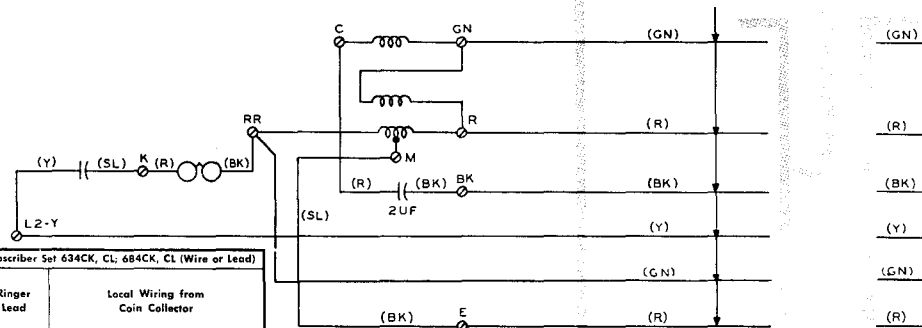 C GN (GN) (GN)
RR R (R) (R)
(Y) (SL) K (R) (BK) M
(R) (BK) BK (BK) (BK)
2UF
L2-Y (SL) (Y) (Y)
scriber Set 634CK, CL; 684CK, CL (Wire or Lead)
(GN) (GN)
Ringer Lead
Local Wiring from Coin Collector
(BK) E (R) (R)